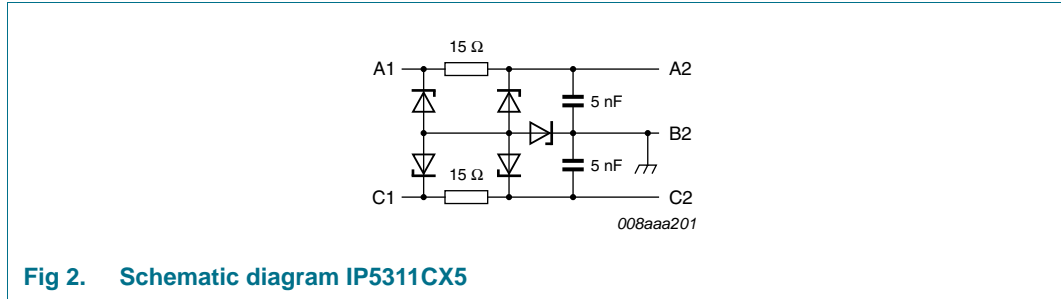 15 Ω
A1
A2
5 nF
B2
5 nF
15 Ω
C1
C2
008aaa201
Fig 2. Schematic diagram IP5311CX5